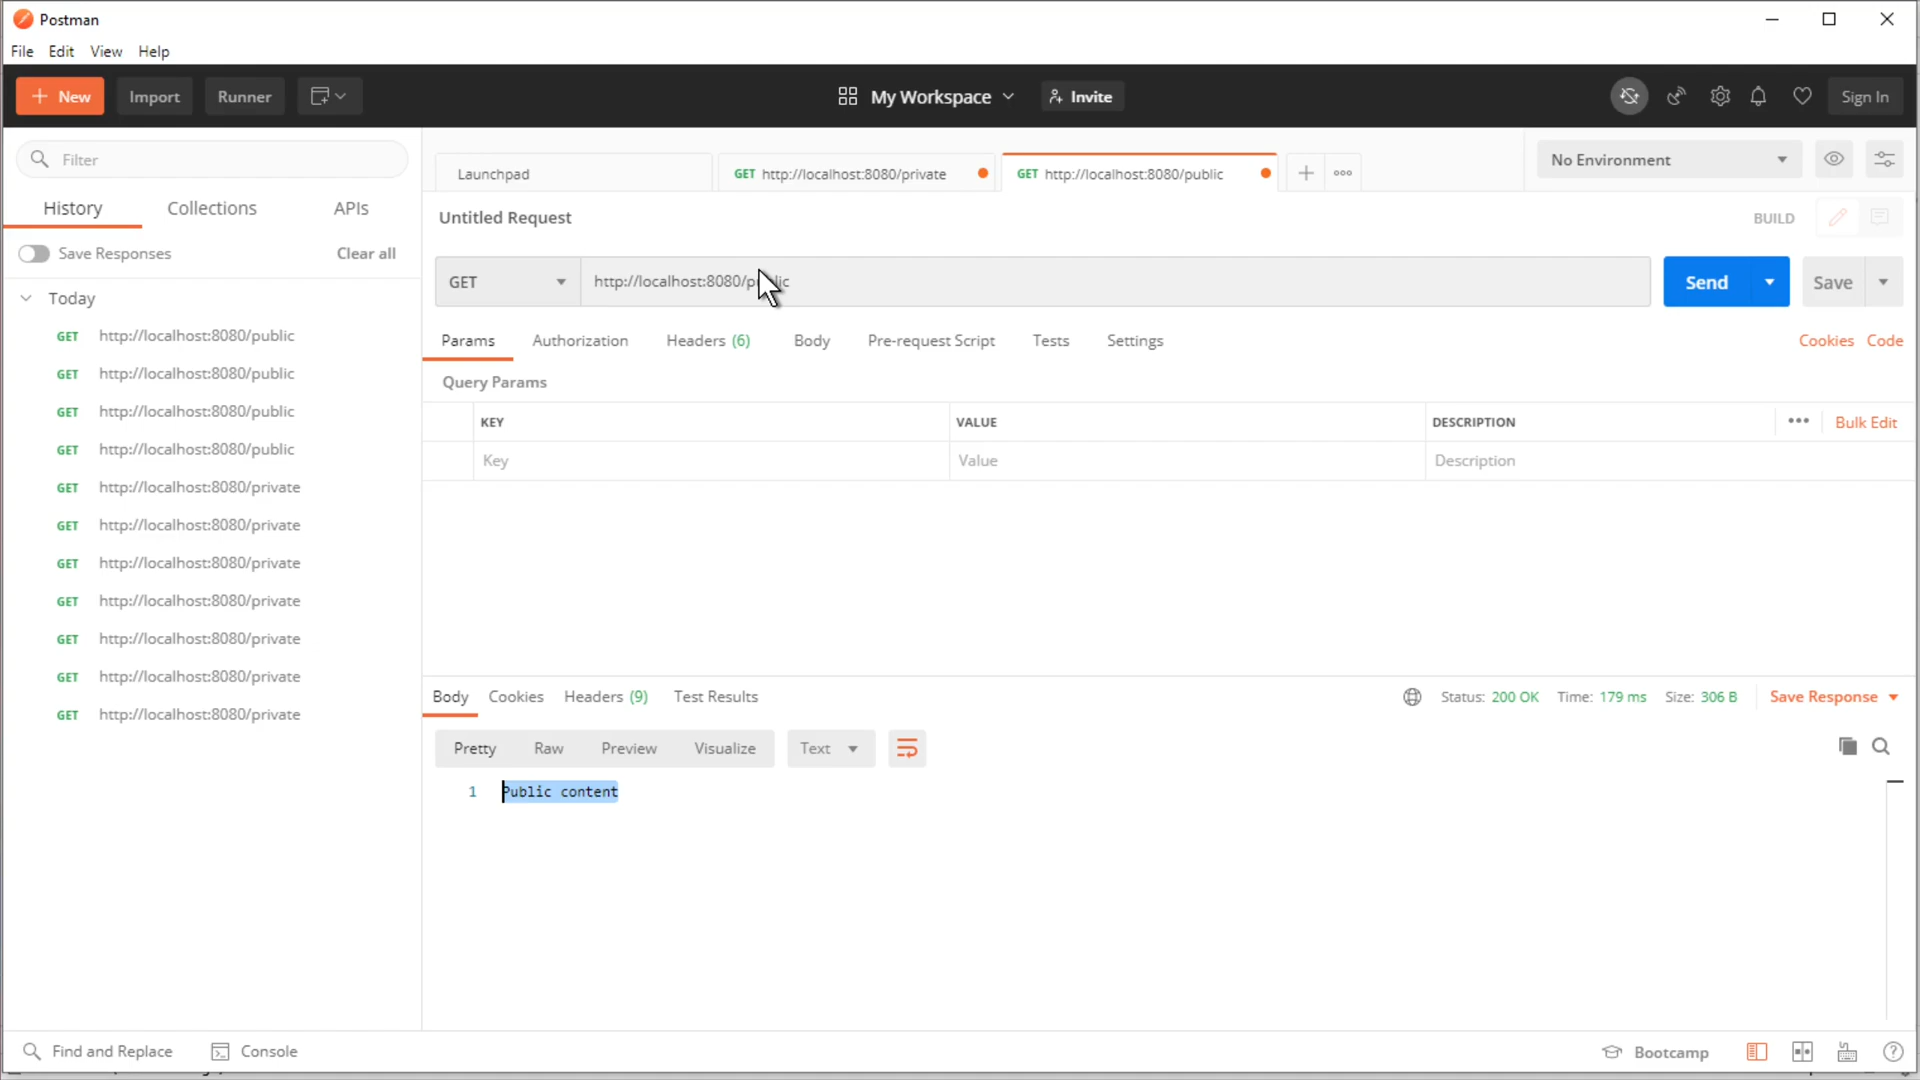 Postman
File Edit View Help
New Import Runner My Workspace Invite Sign In
Filter
Launchpad GET http://localhost:8080/private GET http://localhost:8080/public No Environment
History Collections APIs
Untitled Request BUILD
Save Responses Clear all
GET http://localhost:8080/ Send Save
Today
GET http://localhost:8080/public
GET http://localhost:8080/public
GET http://localhost:8080/public
GET http://localhost:8080/public
GET http://localhost:8080/private
GET http://localhost:8080/private
GET http://localhost:8080/private
GET http://localhost:8080/private
GET http://localhost:8080/private
GET http://localhost:8080/private
GET http://localhost:8080/private
Params Authorization Headers (6) Body Pre-request Script Tests Settings Cookies Code
Query Params
KEY VALUE DESCRIPTION Bulk Edit
Key Value Description
Body Cookies Headers (9) Test Results Status: 200 OK Time: 179 ms Size: 306 B Save Response
Pretty Raw Preview Visualize Text
1 Public content
Find and Replace Console Bootcamp